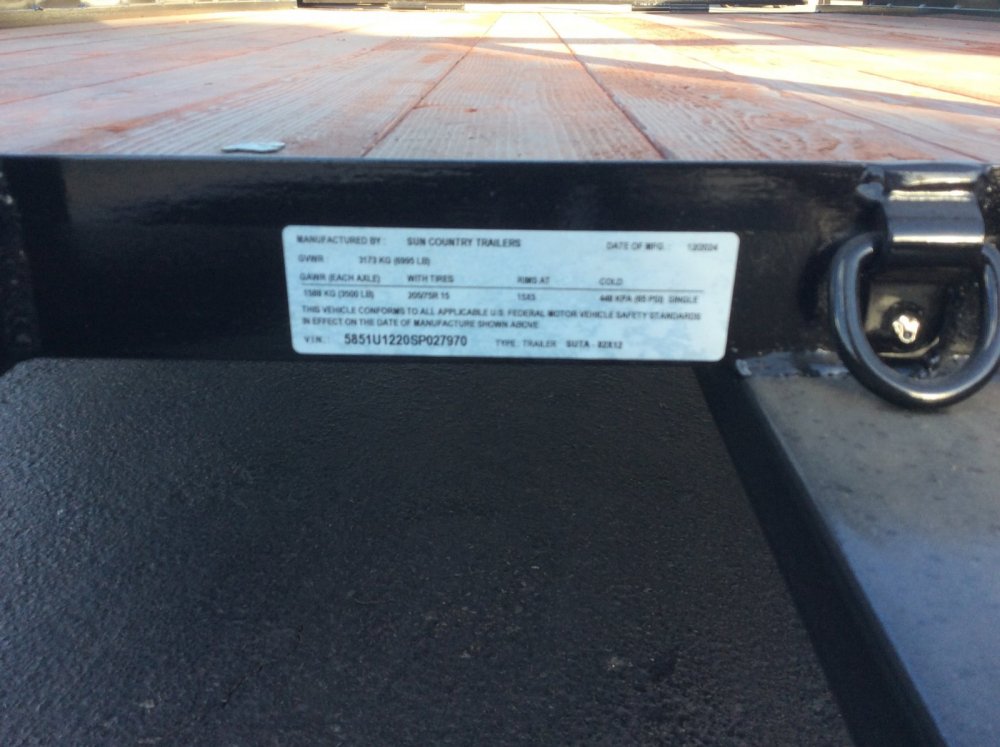 MANUFACTURED BY : SUN COUNTRY TRAILERS DATE OF MFG. :
GVWR 3173 KG (6995 LB)
GAWR (EACH AXLE) WITH TIRES RIMS AT COLD
1588 KG (3500 LB) 205/75R 15 15X5 448 KPA (65 PSI) SINGLE
THIS VEHICLE CONFORMS TO ALL APPLICABLE U.S. FEDERAL MOTOR VEHICLE SAFETY STANDARDS
IN EFFECT ON THE DATE OF MANUFACTURE SHOWN ABOVE.
V.I.N. 5851U1220SP027970 TYPE: TRAILER SUTA - 82X12